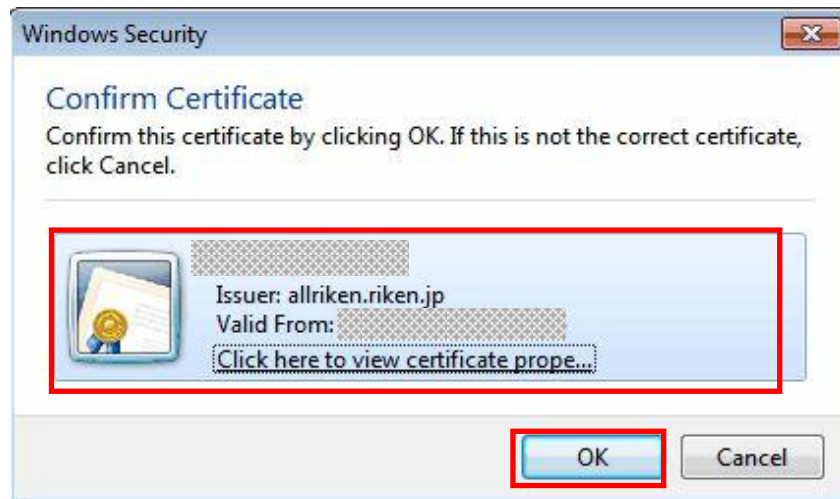 Windows Security
Confirm Certificate
Confirm this certificate by clicking OK. If this is not the correct certificate,
click Cancel.
Issuer: allriken.riken.jp
Valid From:
Click here to view certificate prope...
OK
Cancel